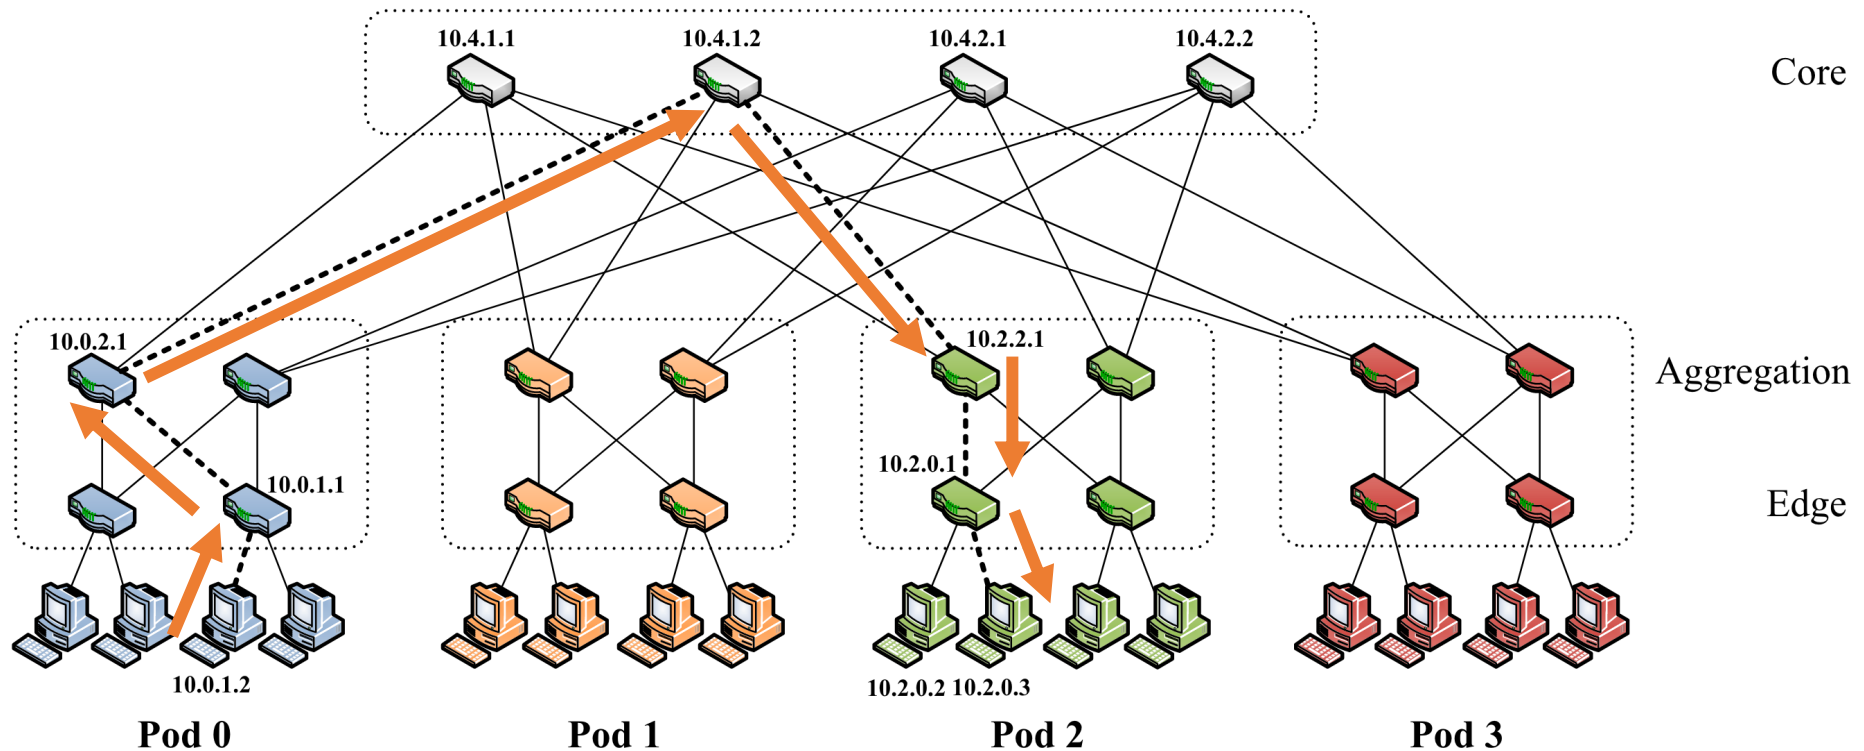 10.4.1.1
10.4.1.2
10.4.2.1
10.4.2.2
Core
10.0.2.1
10.2.2.1
Aggregation
10.0.1.1
10.2.0.1
Edge
10.0.1.2
10.2.0.2
10.2.0.3
Pod 0
Pod 1
Pod 2
Pod 3